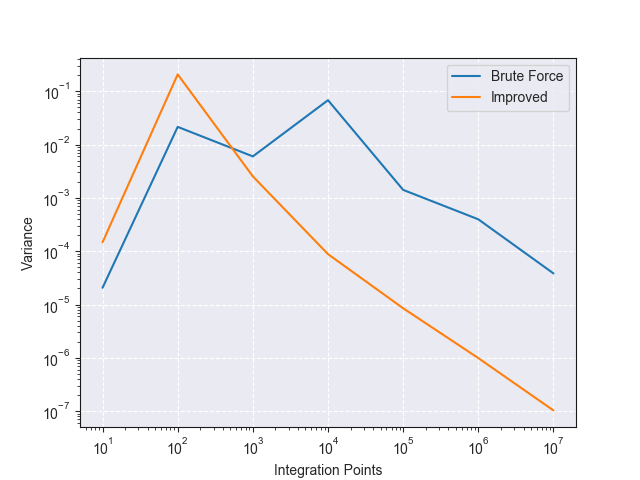 Brute Force
Improved
Variance
10⁻¹
10⁻²
10⁻³
10⁻⁴
10⁻⁵
10⁻⁶
10⁻⁷
10¹ 10² 10³ 10⁴ 10⁵ 10⁶ 10⁷
Integration Points